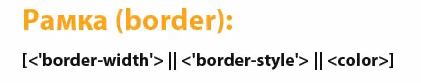 Рамка (border):
[<'border-width'> || <'border-style'> || <color>]